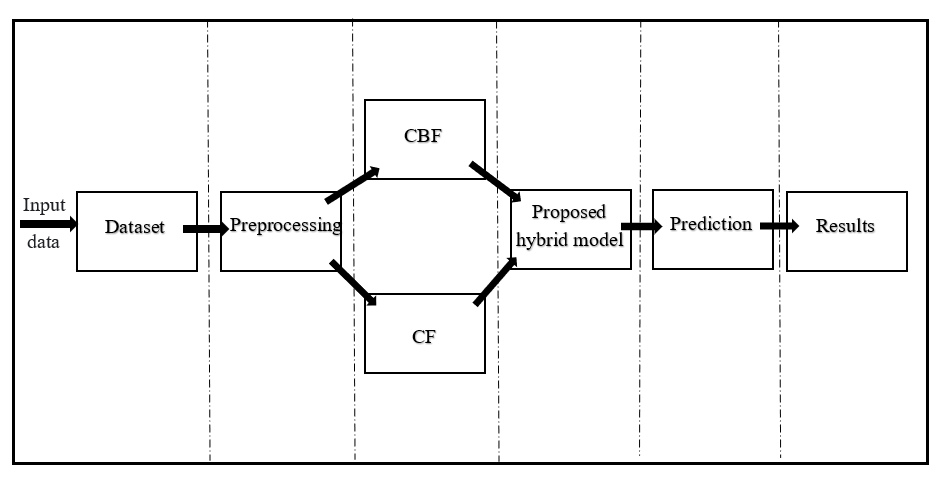 Input
data
Dataset
Preprocessing
CBF
CF
Proposed
hybrid model
Prediction
Results